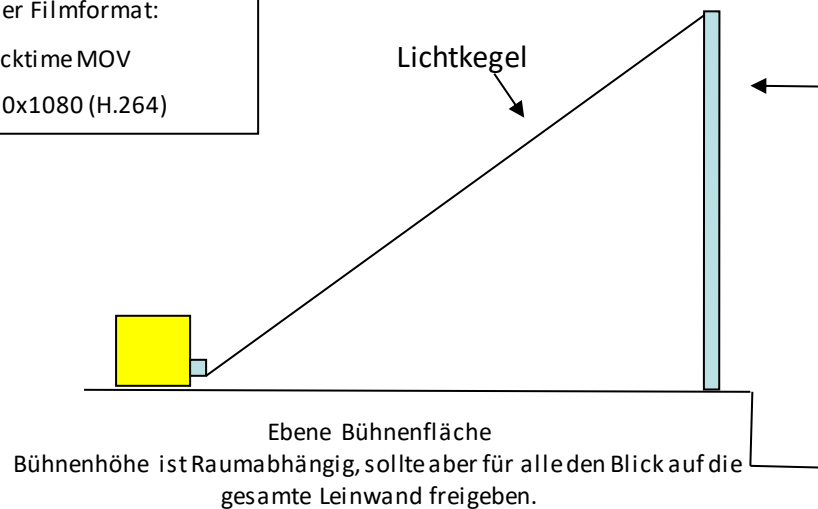 er Filmformat:
cktime MOV
0x1080 (H.264)
Lichtkegel
Ebene Bühnenfläche
Bühnenhöhe ist Raumabhängig, sollte aber für alle den Blick auf die
gesamte Leinwand freigeben.